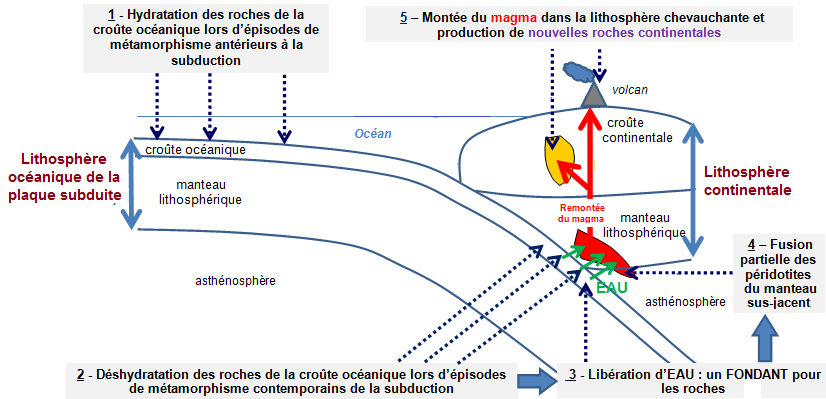 1 - Hydratation des roches de la
croûte océanique lors d'épisodes de
métamorphisme antérieurs à la
subduction
5 – Montée du magma dans la lithosphère chevauchante et
production de nouvelles roches continentales
volcan
Océan
croûte
continentale
croûte océanique
Lithosphère
océanique de la
plaque subduite
manteau
lithosphérique
Lithosphère
continentale
Remontée
du magma
manteau
lithosphérique
4 – Fusion
partielle des
péridotites
du manteau
sus-jacent
asthénosphère
EAU
asthénosphère
2 - Déshydratation des roches de la croûte océanique lors d'épisodes
de métamorphisme contemporains de la subduction
3 - Libération d'EAU : un FONDANT pour
les roches